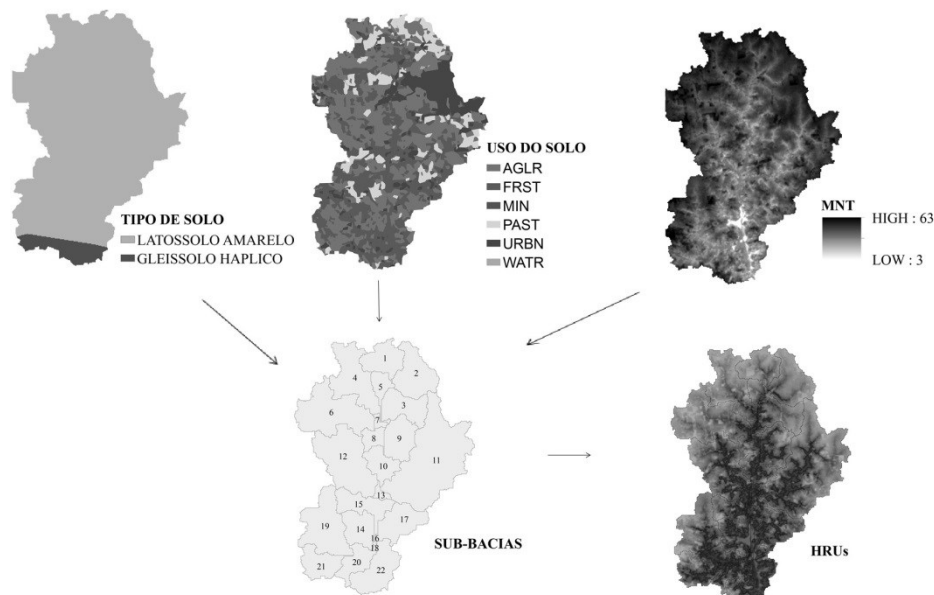 TIPO DE SOLO
LATOSSOLO AMARELO
GLEISSOLO HAPLICO
USO DO SOLO
AGLR
FRST
MIN
PAST
URBN
WATR
MNT
HIGH : 63
LOW : 3
1
2
4
5
3
6
7
8
9
12
10
11
13
15
17
19
14
16
18
20
21
22
SUB-BACIAS
HRUs